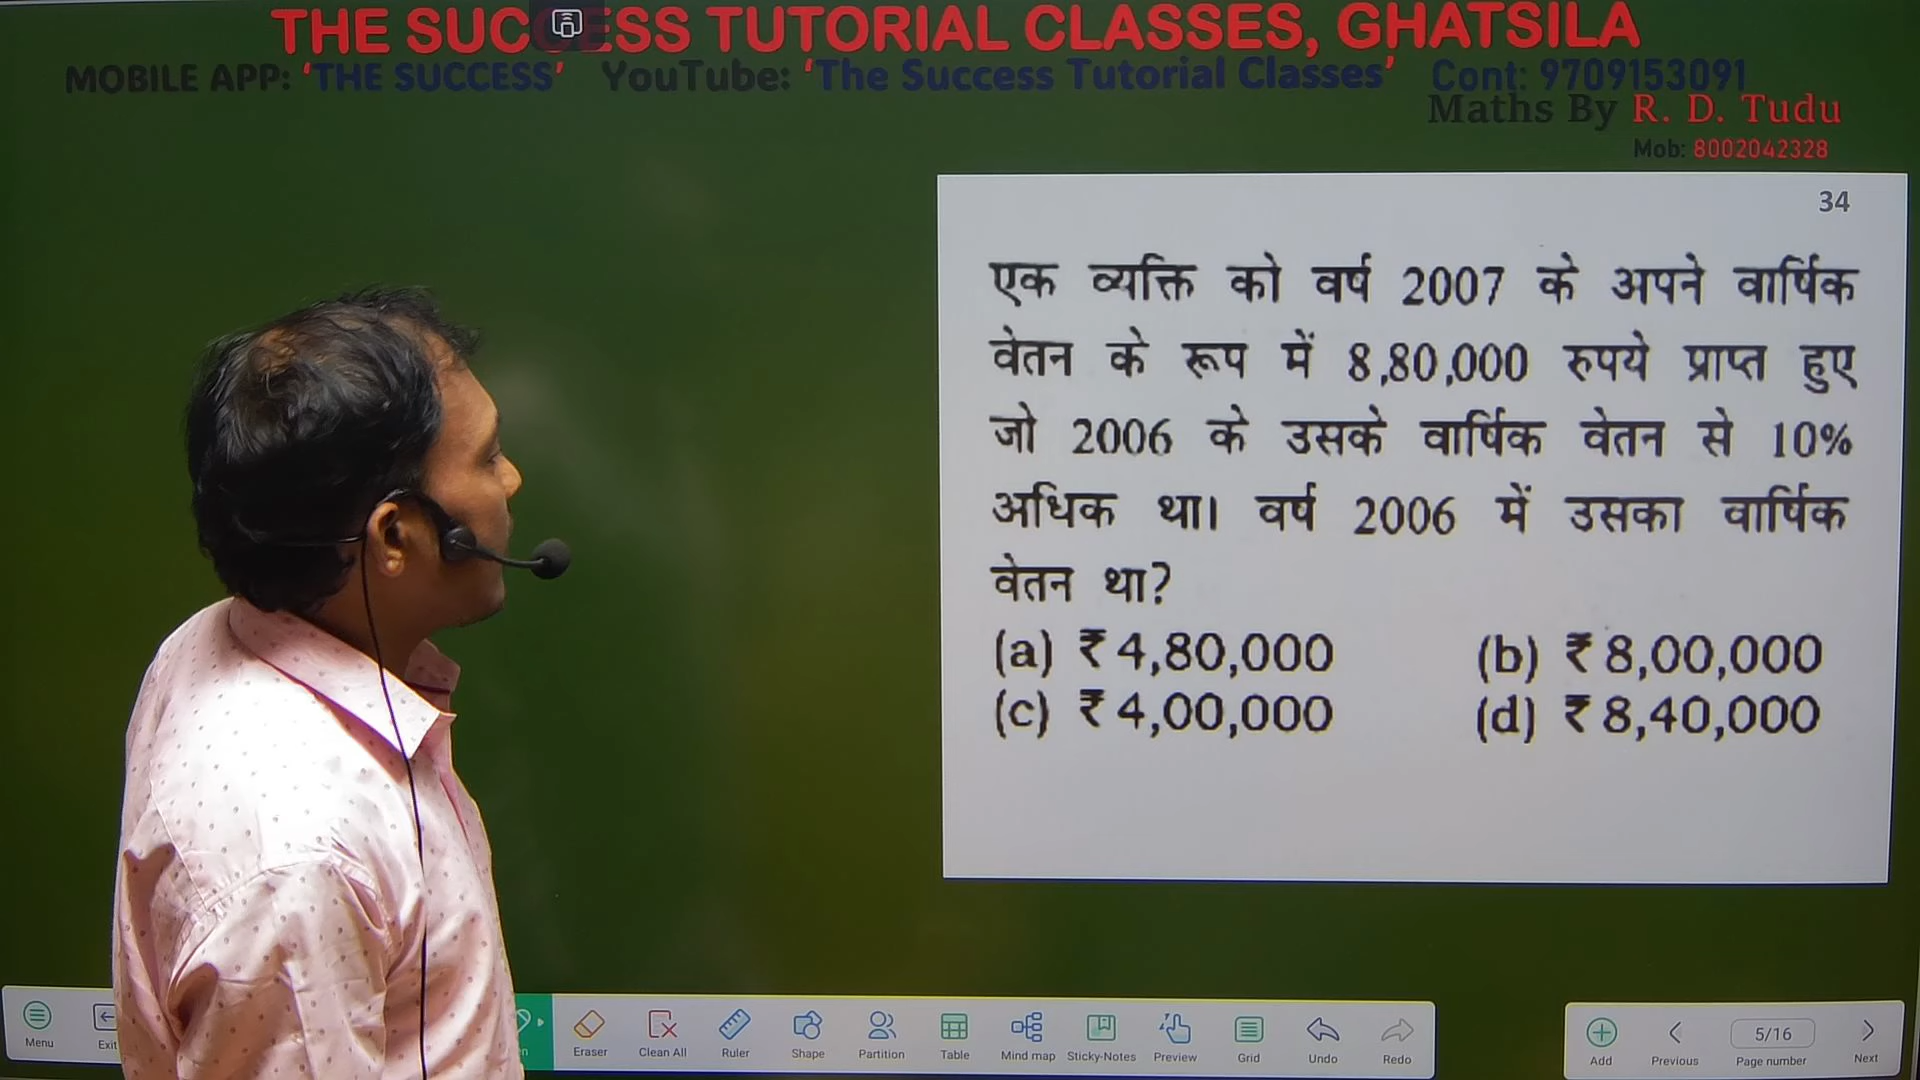 THE SUCCESS TUTORIAL CLASSES, GHATSILA
MOBILE APP: ‘THE SUCCESS’ YouTube: ‘The Success Tutorial Classes’ Cont: 9709153091
Maths By R. D. Tudu
Mob: 8002042328
34
एक व्यक्ति को वर्ष 2007 के अपने वार्षिक
वेतन के रूप में 8,80,000 रुपये प्राप्त हुए
जो 2006 के उसके वार्षिक वेतन से 10%
अधिक था। वर्ष 2006 में उसका वार्षिक
वेतन था?
(a) ₹ 4,80,000 (b) ₹ 8,00,000
(c) ₹ 4,00,000 (d) ₹ 8,40,000
Menu Exit Eraser Clean All Ruler Shape Partition Table Mind map Sticky-Notes Preview Grid Undo Redo Add Previous 5/16 Page number Next